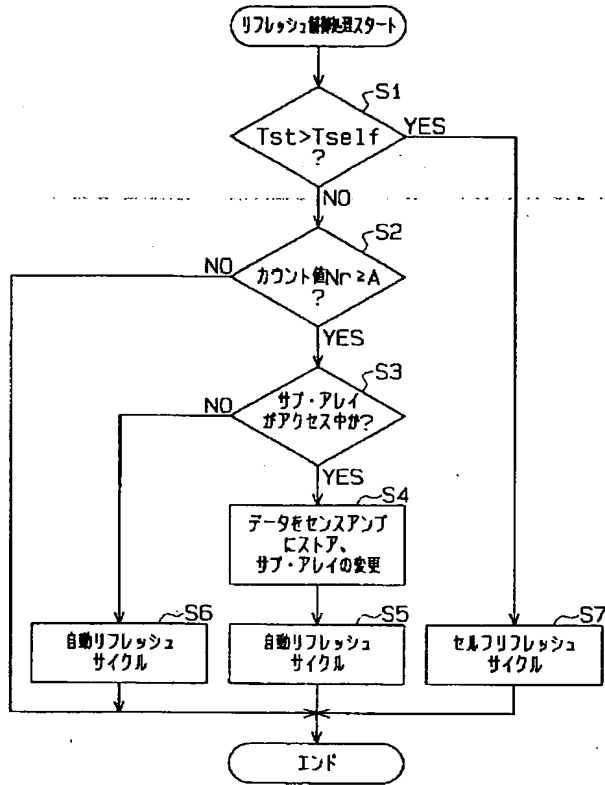 リフレッシュ制御処理スタート
S1
Tst>Tself
?
YES
NO
S2
カウント値Nr≧A
?
NO
YES
S3
サブ・アレイ
がアクセス中か?
NO
YES
S4
データをセンスアンプ
にストア、
サブ・アレイの変更
S6
自動リフレッシュ
サイクル
S5
自動リフレッシュ
サイクル
S7
セルフリフレッシュ
サイクル
エンド